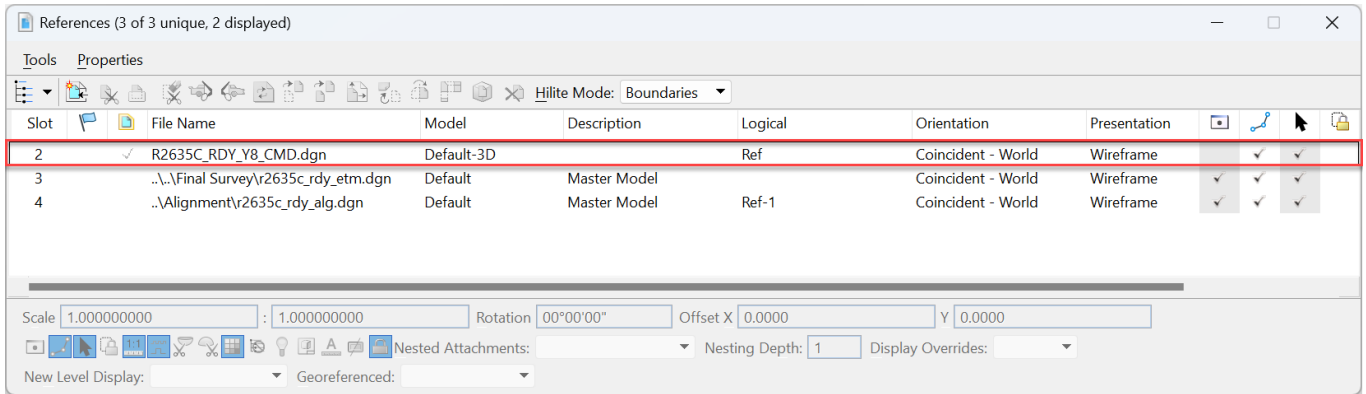 References (3 of 3 unique, 2 displayed)
Tools Properties
Hilite Mode: Boundaries
Slot File Name Model Description Logical Orientation Presentation
2 R2635C_RDY_Y8_CMD.dgn Default-3D Ref Coincident - World Wireframe
3 ..\..\Final Survey\r2635c_rdy_etm.dgn Default Master Model Coincident - World Wireframe
4 ..\Alignment\r2635c_rdy_alg.dgn Default Master Model Ref-1 Coincident - World Wireframe
Scale 1.000000000 : 1.000000000 Rotation 00°00'00" Offset X 0.0000 Y 0.0000
1:1 Nested Attachments: Nesting Depth: 1 Display Overrides:
New Level Display: Georeferenced: